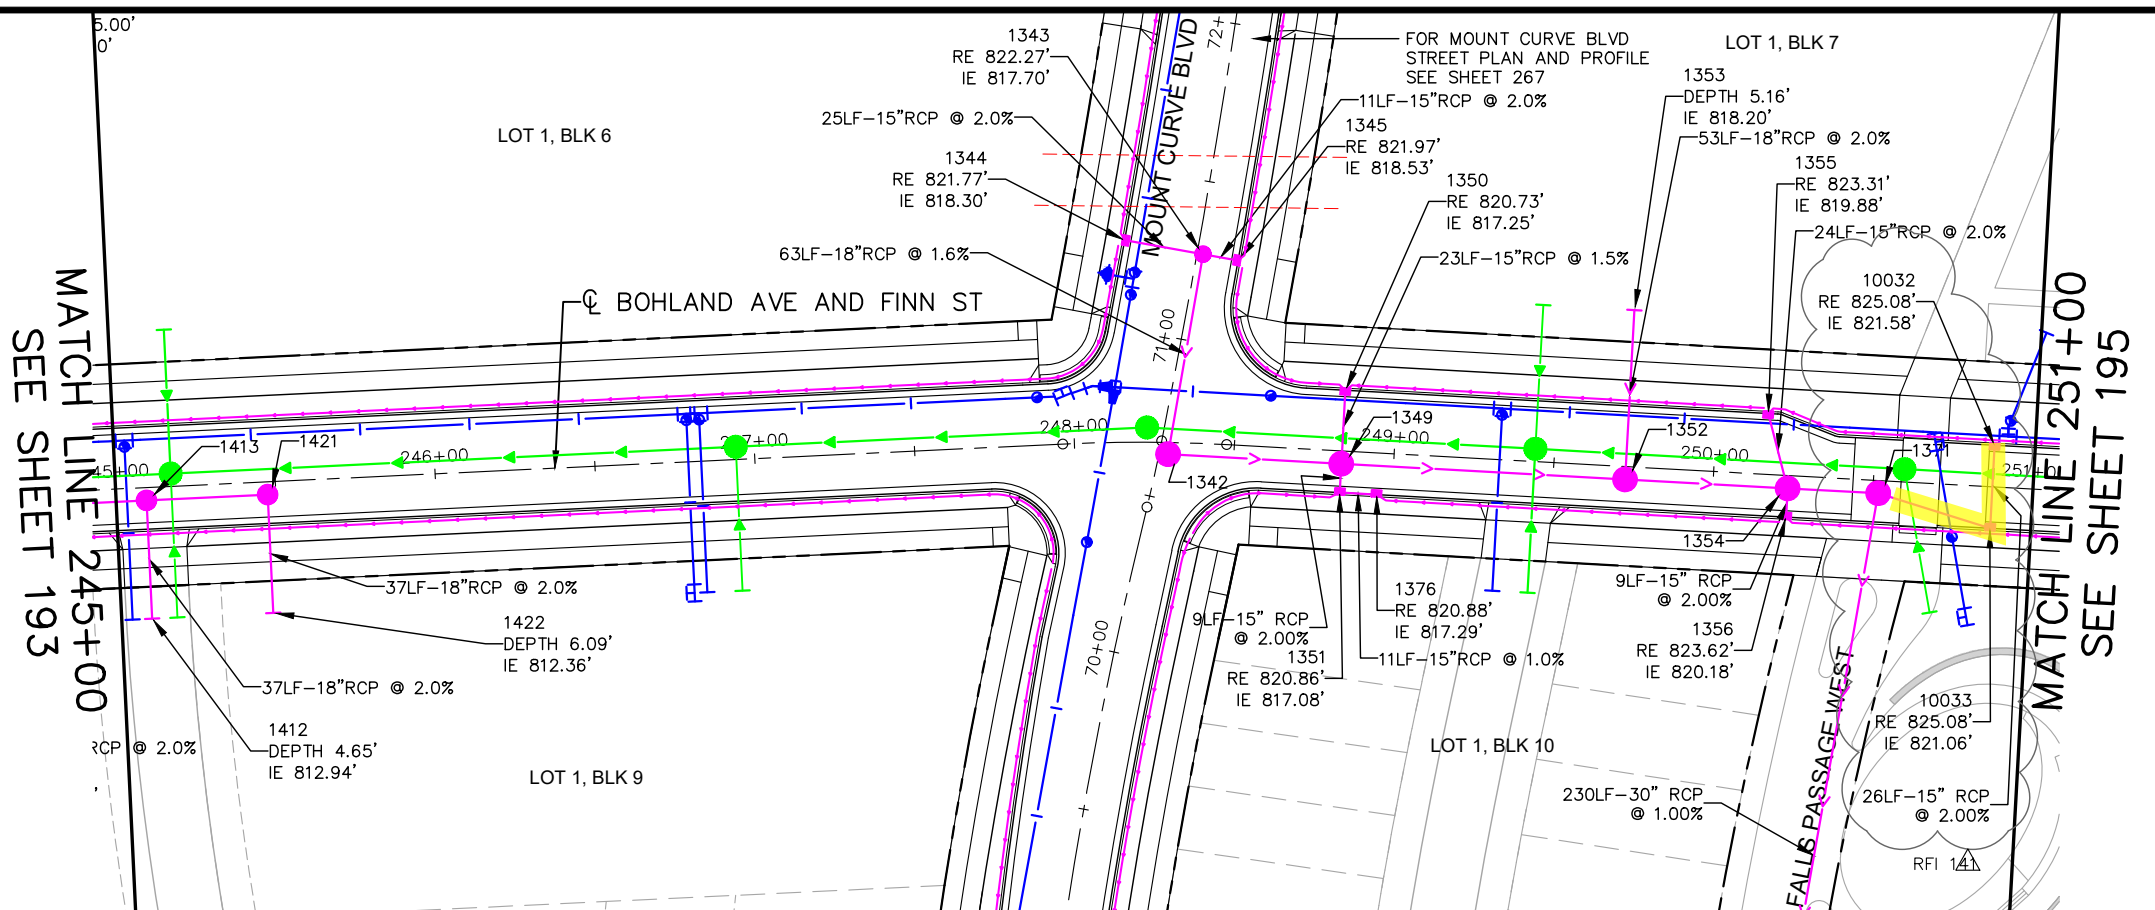 5.00'
0'
1343
RE 822.27'
IE 817.70'
25LF-15"RCP @ 2.0%
1344
RE 821.77'
IE 818.30'
63LF-18"RCP @ 1.6%
LOT 1, BLK 6
℄ BOHLAND AVE AND FINN ST
MOUNT CURVE BLVD
72+
FOR MOUNT CURVE BLVD
STREET PLAN AND PROFILE
SEE SHEET 267
11LF-15"RCP @ 2.0%
1345
RE 821.97'
IE 818.53'
1350
RE 820.73'
IE 817.25'
23LF-15"RCP @ 1.5%
LOT 1, BLK 7
1353
DEPTH 5.16'
IE 818.20'
53LF-18"RCP @ 2.0%
1355
RE 823.31'
IE 819.88'
24LF-15"RCP @ 2.0%
10032
RE 825.08'
IE 821.58'
MATCH LINE 245+00
SEE SHEET 193
MATCH LINE 251+00
SEE SHEET 195
71+00
45+00
1413
1421
246+00
248+00
1342
1349
249+00
1352
250+00
251+0
37LF-18"RCP @ 2.0%
1422
DEPTH 6.09'
IE 812.36'
37LF-18"RCP @ 2.0%
1412
DEPTH 4.65'
IE 812.94'
RCP @ 2.0%
'
LOT 1, BLK 9
70+00
9LF-15" RCP
@ 2.00%
1351
RE 820.86'
IE 817.08'
1376
RE 820.88'
IE 817.29'
11LF-15"RCP @ 1.0%
LOT 1, BLK 10
1354
9LF-15" RCP
@ 2.00%
1356
RE 823.62'
IE 820.18'
230LF-30" RCP
@ 1.00%
FALLS PASSAGE WEST
10033
RE 825.08'
IE 821.06'
26LF-15" RCP
@ 2.00%
RFI 141